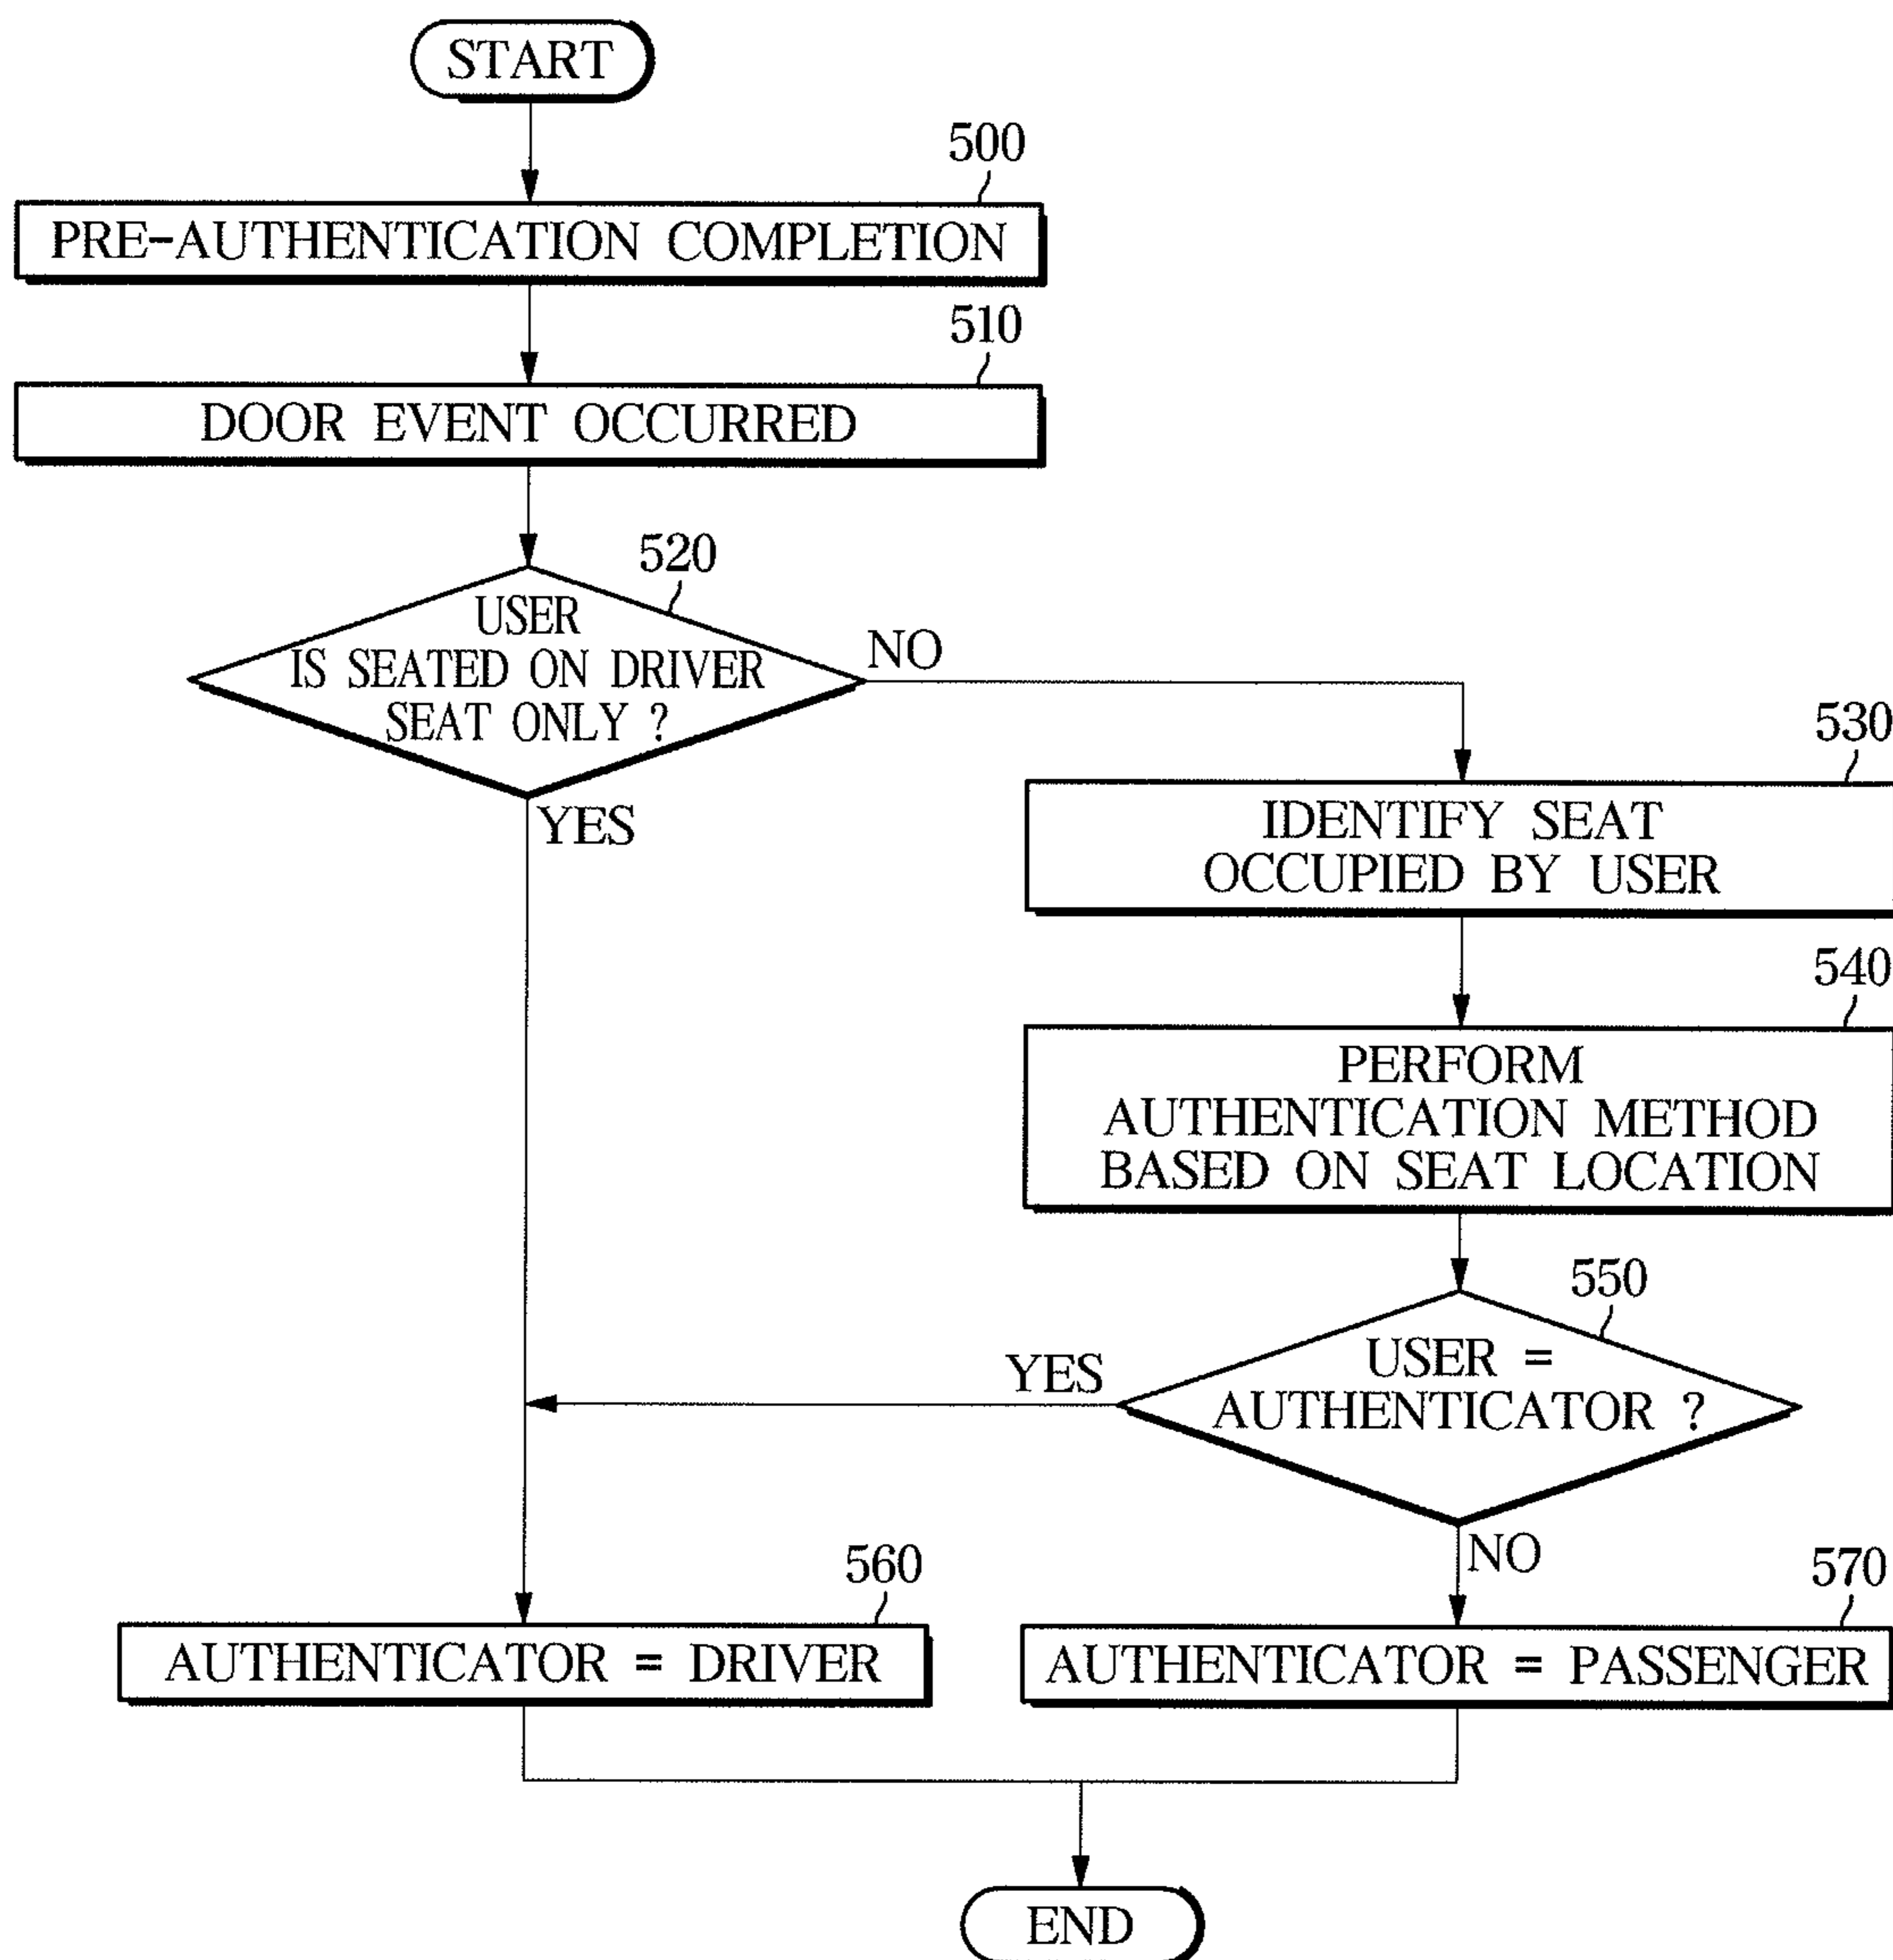 START
500
PRE-AUTHENTICATION COMPLETION
510
DOOR EVENT OCCURRED
520
USER
IS SEATED ON DRIVER
SEAT ONLY ?
NO
YES
530
IDENTIFY SEAT
OCCUPIED BY USER
540
PERFORM
AUTHENTICATION METHOD
BASED ON SEAT LOCATION
550
USER =
AUTHENTICATOR ?
YES
NO
560
AUTHENTICATOR = DRIVER
570
AUTHENTICATOR = PASSENGER
END